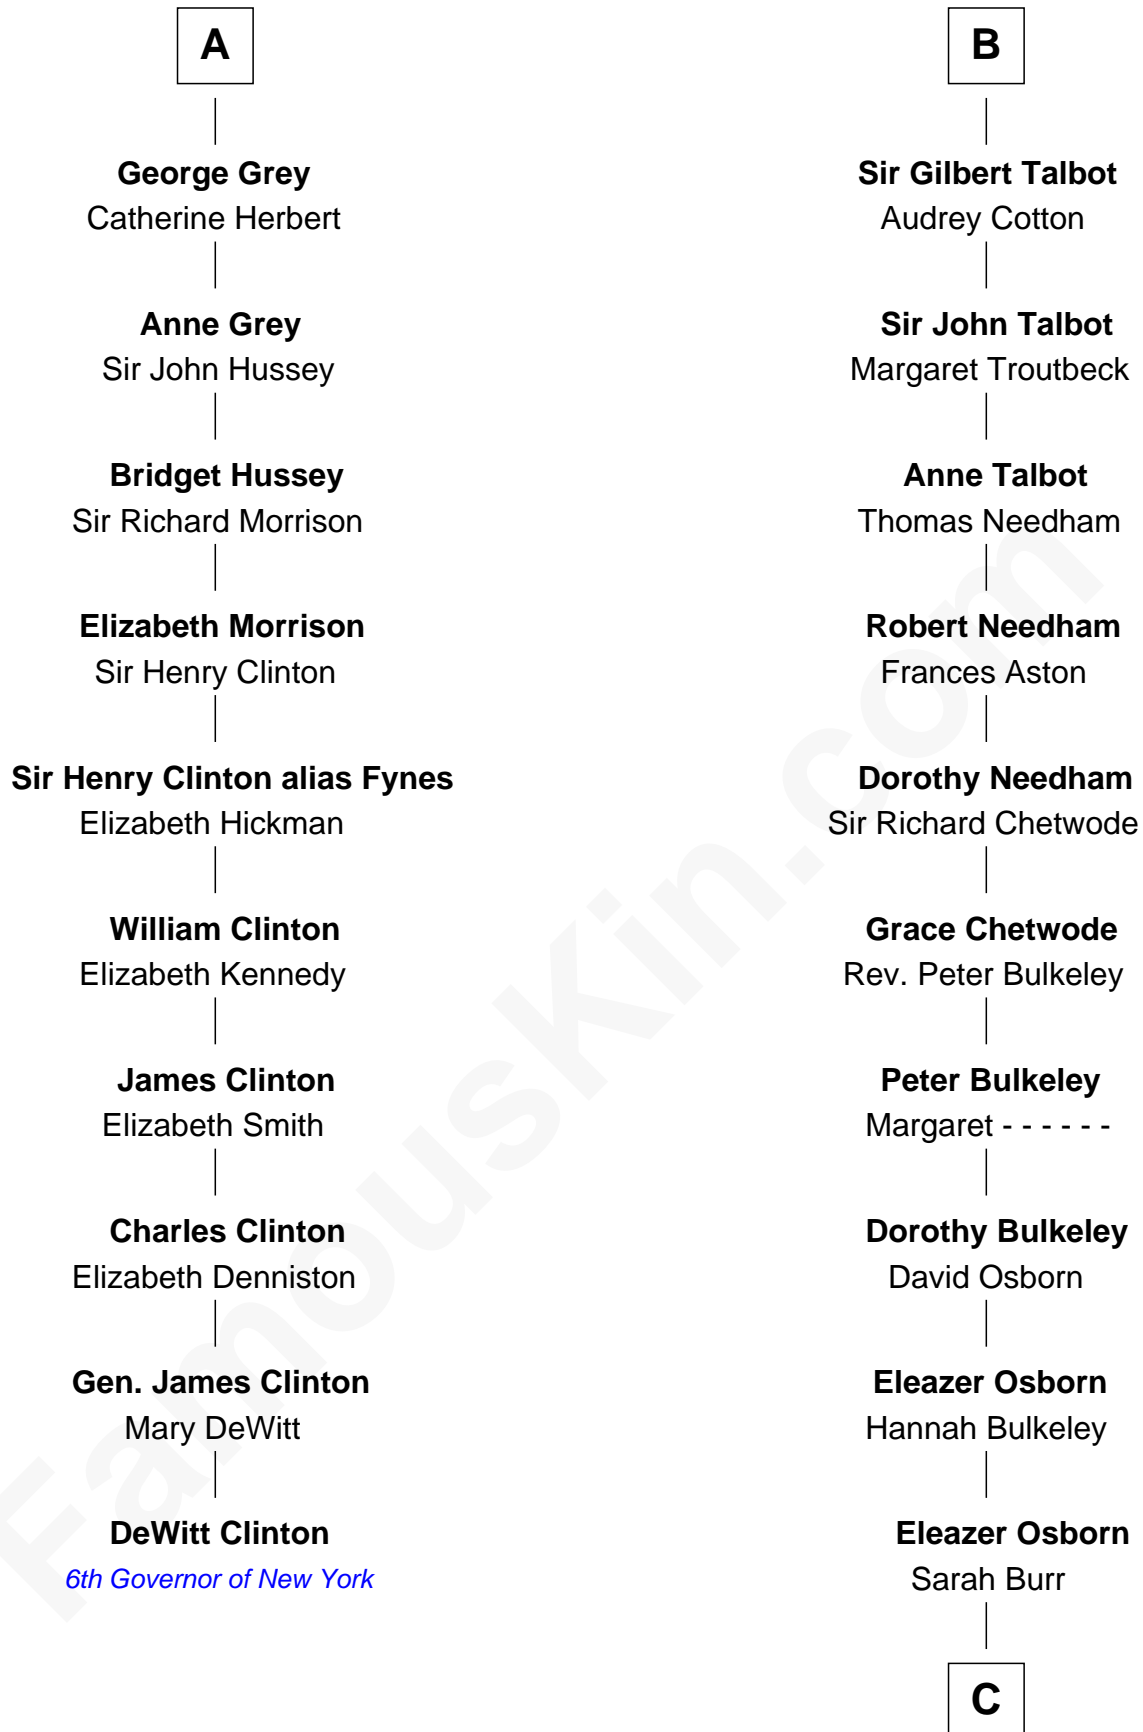 A
George Grey
Catherine Herbert
Anne Grey
Sir John Hussey
Bridget Hussey
Sir Richard Morrison
Elizabeth Morrison
Sir Henry Clinton
Sir Henry Clinton alias Fynes
Elizabeth Hickman
William Clinton
Elizabeth Kennedy
James Clinton
Elizabeth Smith
Charles Clinton
Elizabeth Denniston
Gen. James Clinton
Mary DeWitt
DeWitt Clinton
6th Governor of New York
B
Sir Gilbert Talbot
Audrey Cotton
Sir John Talbot
Margaret Troutbeck
Anne Talbot
Thomas Needham
Robert Needham
Frances Aston
Dorothy Needham
Sir Richard Chetwode
Grace Chetwode
Rev. Peter Bulkeley
Peter Bulkeley
Margaret - - - - - -
Dorothy Bulkeley
David Osborn
Eleazer Osborn
Hannah Bulkeley
Eleazer Osborn
Sarah Burr
C
FamousKin.com